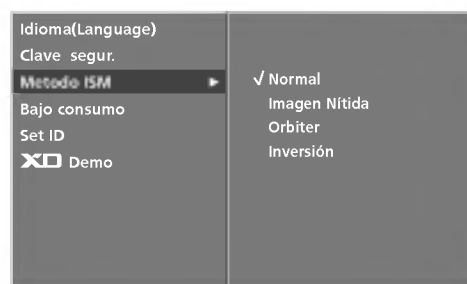 Idioma(Language)
Clave segur.
Metodo ISM
Bajo consumo
Set ID
XD Demo
√ Normal
Imagen Nítida
Orbiter
Inversión